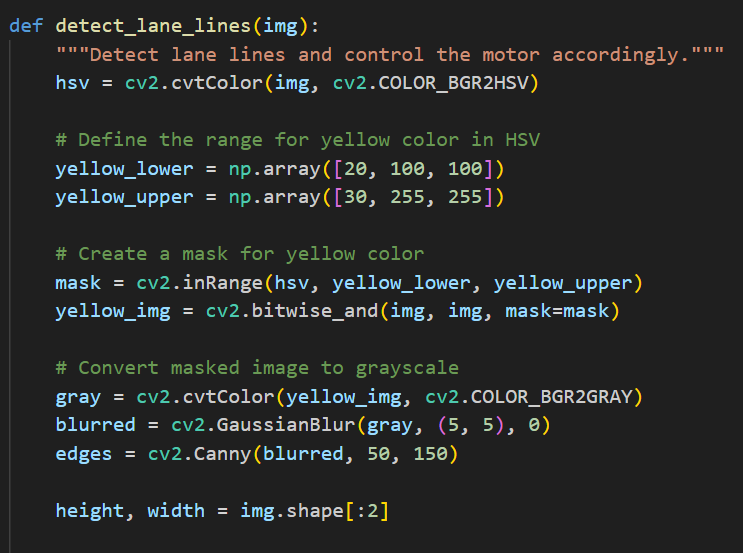 def detect_lane_lines(img):
    """Detect lane lines and control the motor accordingly."""
    hsv = cv2.cvtColor(img, cv2.COLOR_BGR2HSV)
    # Define the range for yellow color in HSV
    yellow_lower = np.array([20, 100, 100])
    yellow_upper = np.array([30, 255, 255])
    # Create a mask for yellow color
    mask = cv2.inRange(hsv, yellow_lower, yellow_upper)
    yellow_img = cv2.bitwise_and(img, img, mask=mask)
    # Convert masked image to grayscale
    gray = cv2.cvtColor(yellow_img, cv2.COLOR_BGR2GRAY)
    blurred = cv2.GaussianBlur(gray, (5, 5), 0)
    edges = cv2.Canny(blurred, 50, 150)
    height, width = img.shape[:2]